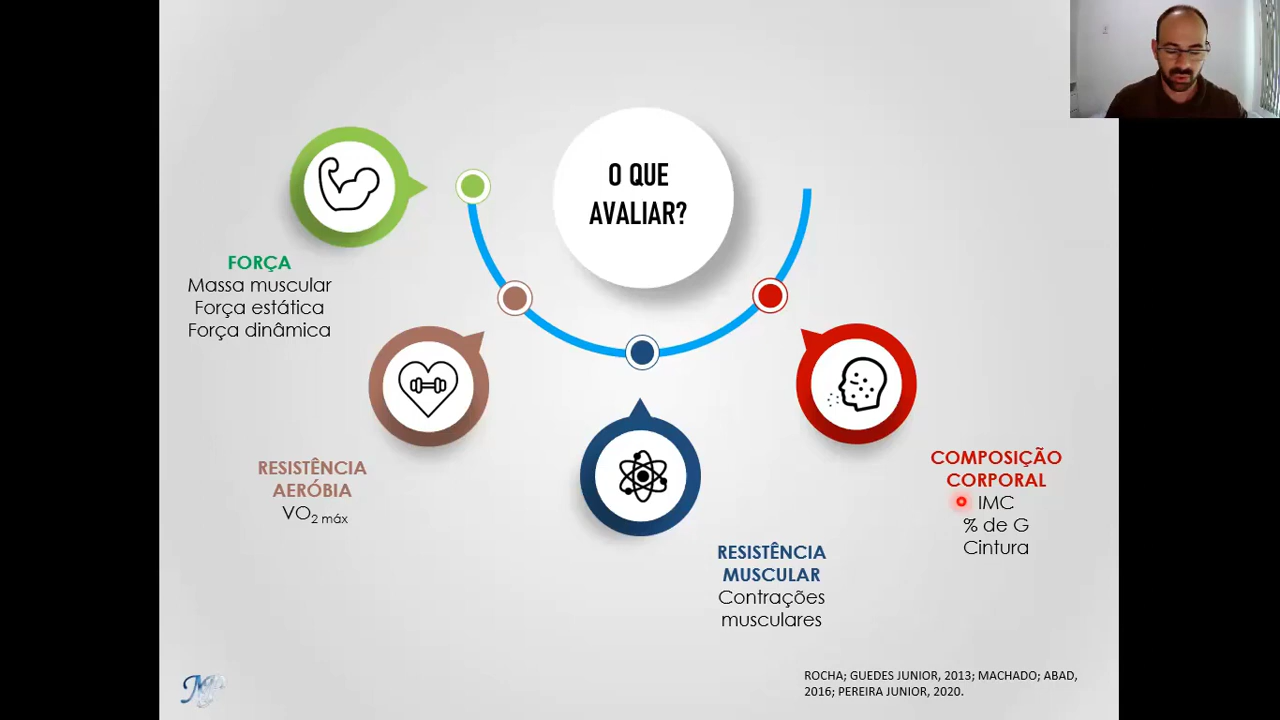 O QUE
AVALIAR?
FORÇA
Massa muscular
Força estática
Força dinâmica
RESISTÊNCIA
AERÓBIA
VO2 máx
RESISTÊNCIA
MUSCULAR
Contrações
musculares
COMPOSIÇÃO
CORPORAL
IMC
% de G
Cintura
ROCHA; GUEDES JUNIOR, 2013; MACHADO; ABAD,
2016; PEREIRA JUNIOR, 2020.